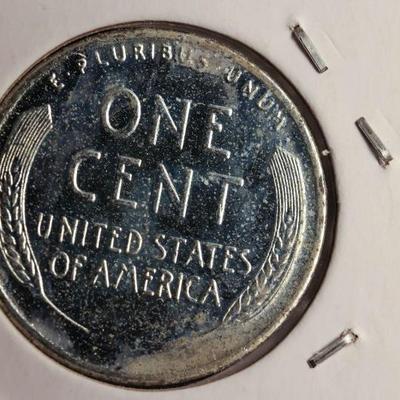 E·PLURIBUS·UNUM
ONE
CENT
UNITED STATES
OF AMERICA